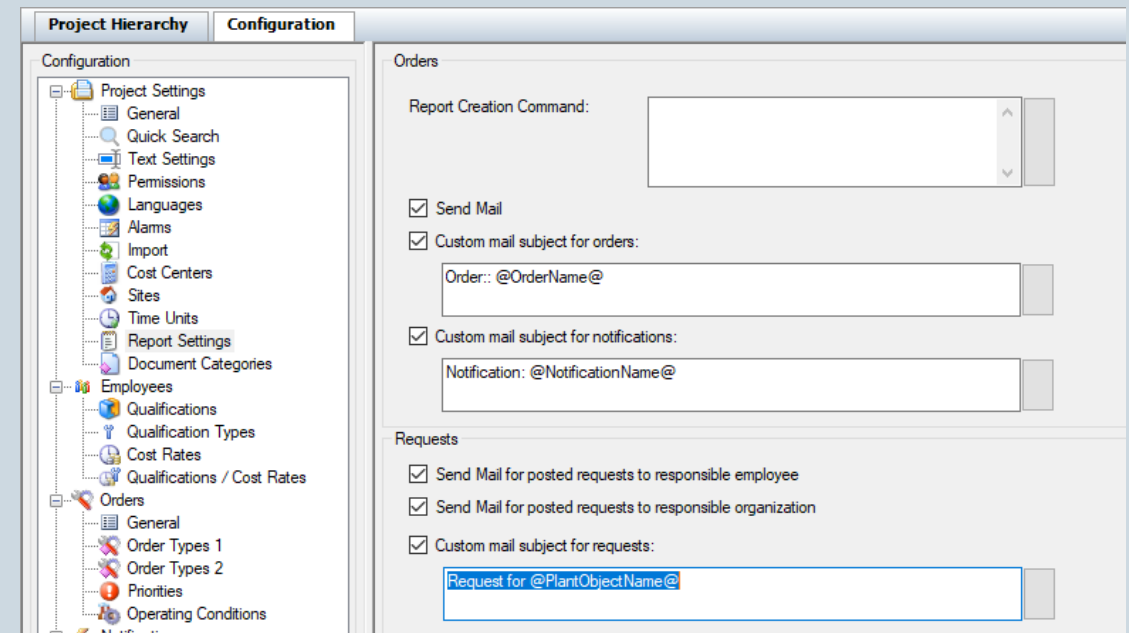 Project Hierarchy
Configuration
Configuration
Project Settings
General
Quick Search
Text Settings
Permissions
Languages
Alarms
Import
Cost Centers
Sites
Time Units
Report Settings
Document Categories
Employees
Qualifications
Qualification Types
Cost Rates
Qualifications / Cost Rates
Orders
General
Order Types 1
Order Types 2
Priorities
Operating Conditions
Orders
Report Creation Command:
Send Mail
Custom mail subject for orders:
Order:: @OrderName@
Custom mail subject for notifications:
Notification: @NotificationName@
Requests
Send Mail for posted requests to responsible employee
Send Mail for posted requests to responsible organization
Custom mail subject for requests:
Request for @PlantObjectName@